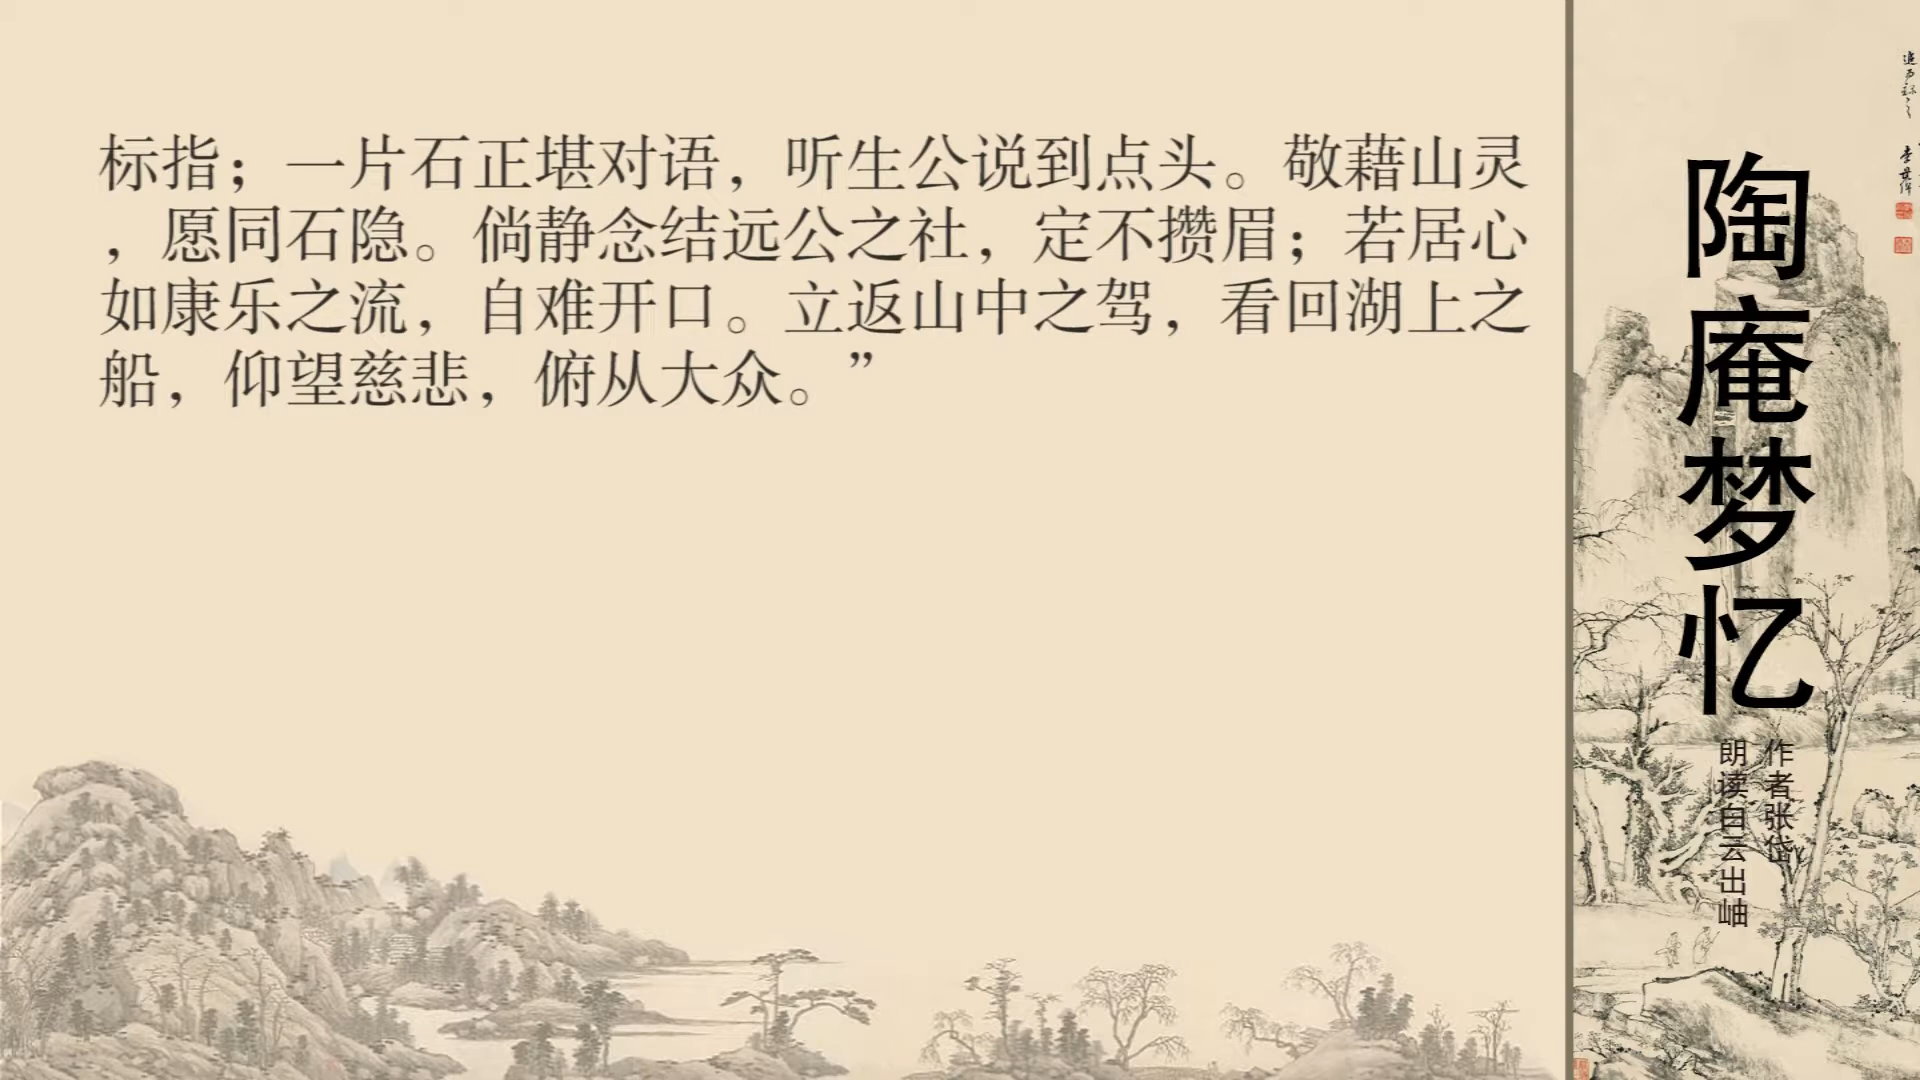 标指；一片石正堪对语，听生公说到点头。敬藉山灵
，愿同石隐。倘静念结远公之社，定不攒眉；若居心
如康乐之流，自难开口。立返山中之驾，看回湖上之
船，仰望慈悲，俯从大众。”
陶庵梦忆
作者张岱
朗读白云出岫